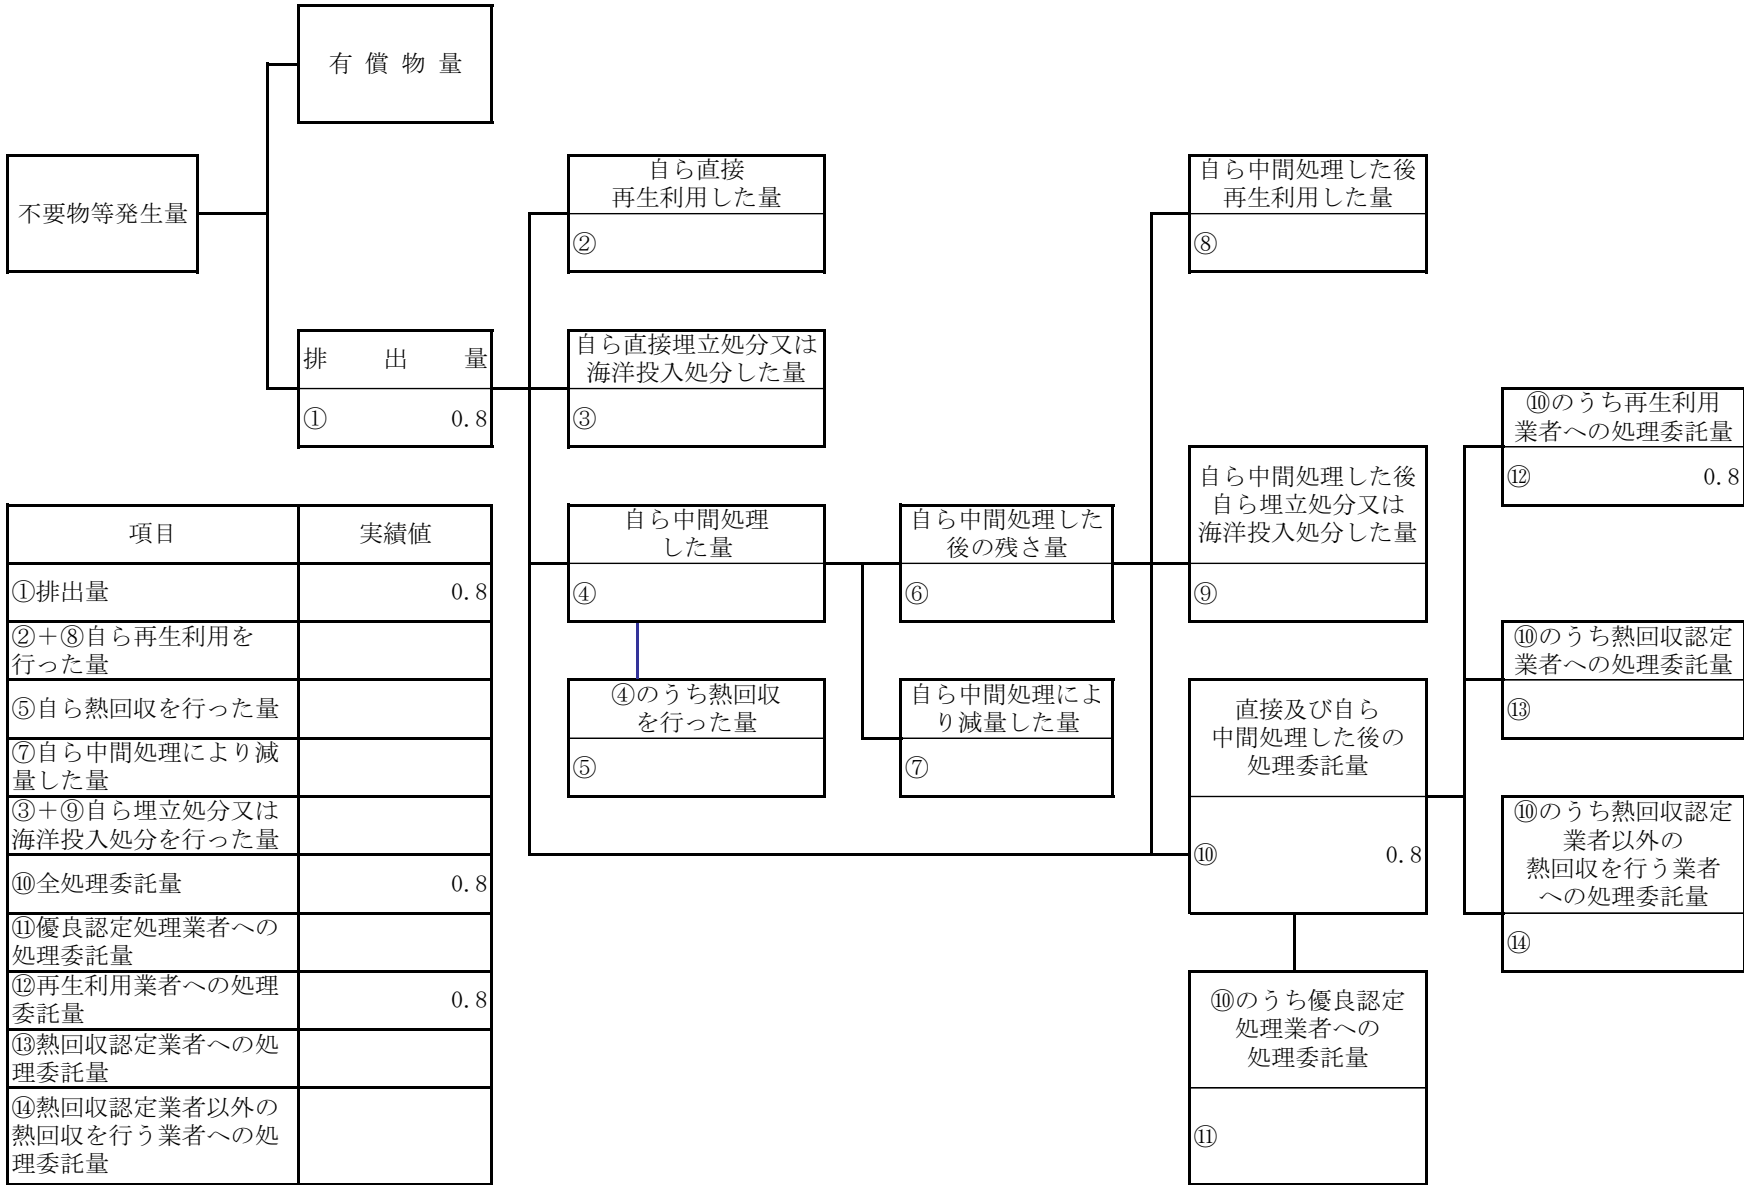 有償物量
不要物等発生量
自ら直接
再生利用した量
②
自ら中間処理した後
再生利用した量
⑧
排出量
① 0.8
自ら直接埋立処分又は
海洋投入処分した量
③
⑩のうち再生利用
業者への処理委託量
⑫ 0.8
自ら中間処理
した量
④
自ら中間処理した
後の残さ量
⑥
自ら中間処理した後
自ら埋立処分又は
海洋投入処分した量
⑨
⑩のうち熱回収認定
業者への処理委託量
⑬
④のうち熱回収
を行った量
⑤
自ら中間処理によ
り減量した量
⑦
直接及び自ら
中間処理した後の
処理委託量
⑩ 0.8
⑩のうち熱回収認定
業者以外の
熱回収を行う業者
への処理委託量
⑭
⑩のうち優良認定
処理業者への
処理委託量
⑪
項目 実績値
①排出量 0.8
②＋⑧自ら再生利用を
行った量
⑤自ら熱回収を行った量
⑦自ら中間処理により減
量した量
③＋⑨自ら埋立処分又は
海洋投入処分を行った量
⑩全処理委託量 0.8
⑪優良認定処理業者への
処理委託量
⑫再生利用業者への処理
委託量 0.8
⑬熱回収認定業者への処
理委託量
⑭熱回収認定業者以外の
熱回収を行う業者への処
理委託量